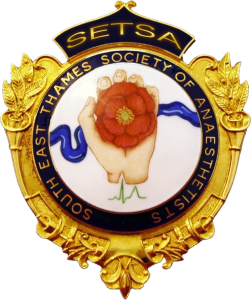 SETSA
SOUTH EAST THAMES SOCIETY OF ANAESTHETISTS